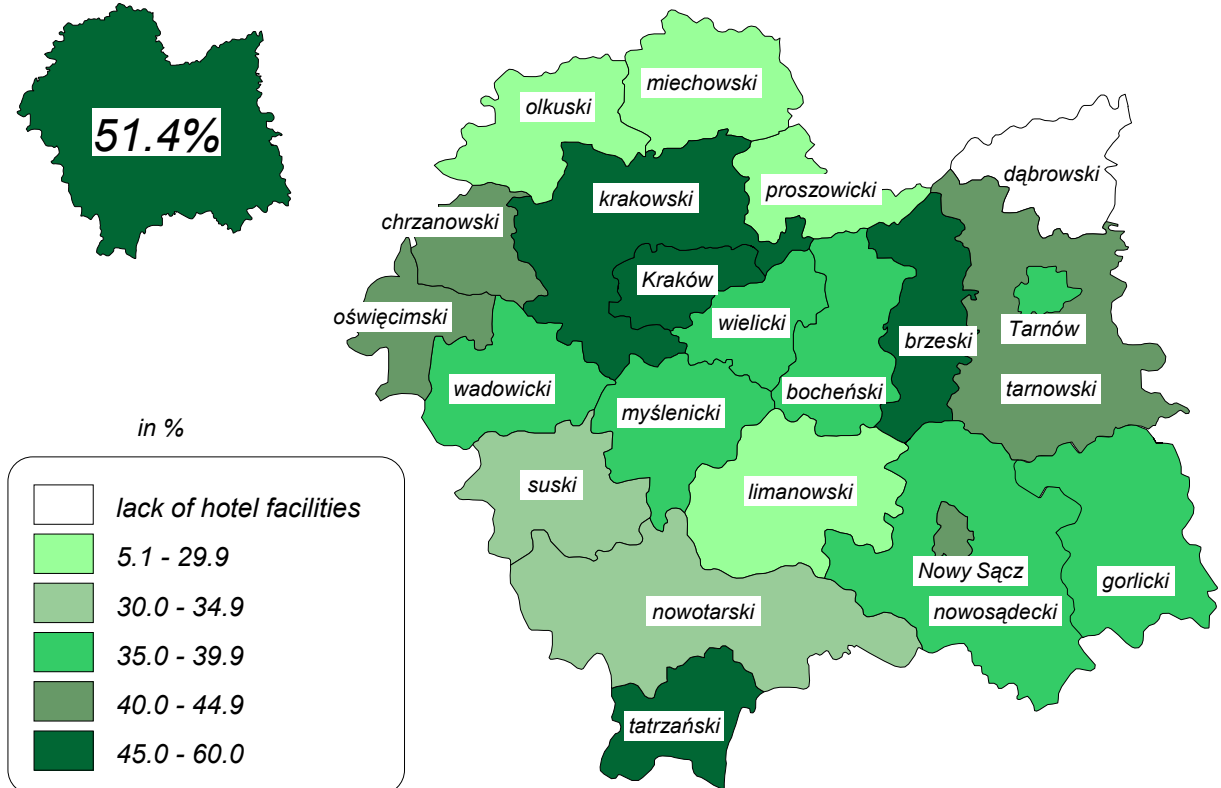 51.4%
miechowski
olkuski
dąbrowski
proszowicki
krakowski
chrzanowski
Kraków
oświęcimski
wielicki
Tarnów
brzeski
wadowicki
bocheński
tarnowski
myślenicki
suski
limanowski
Nowy Sącz
gorlicki
nowotarski
nowosądecki
tatrzański
in %
lack of hotel facilities
5.1 - 29.9
30.0 - 34.9
35.0 - 39.9
40.0 - 44.9
45.0 - 60.0